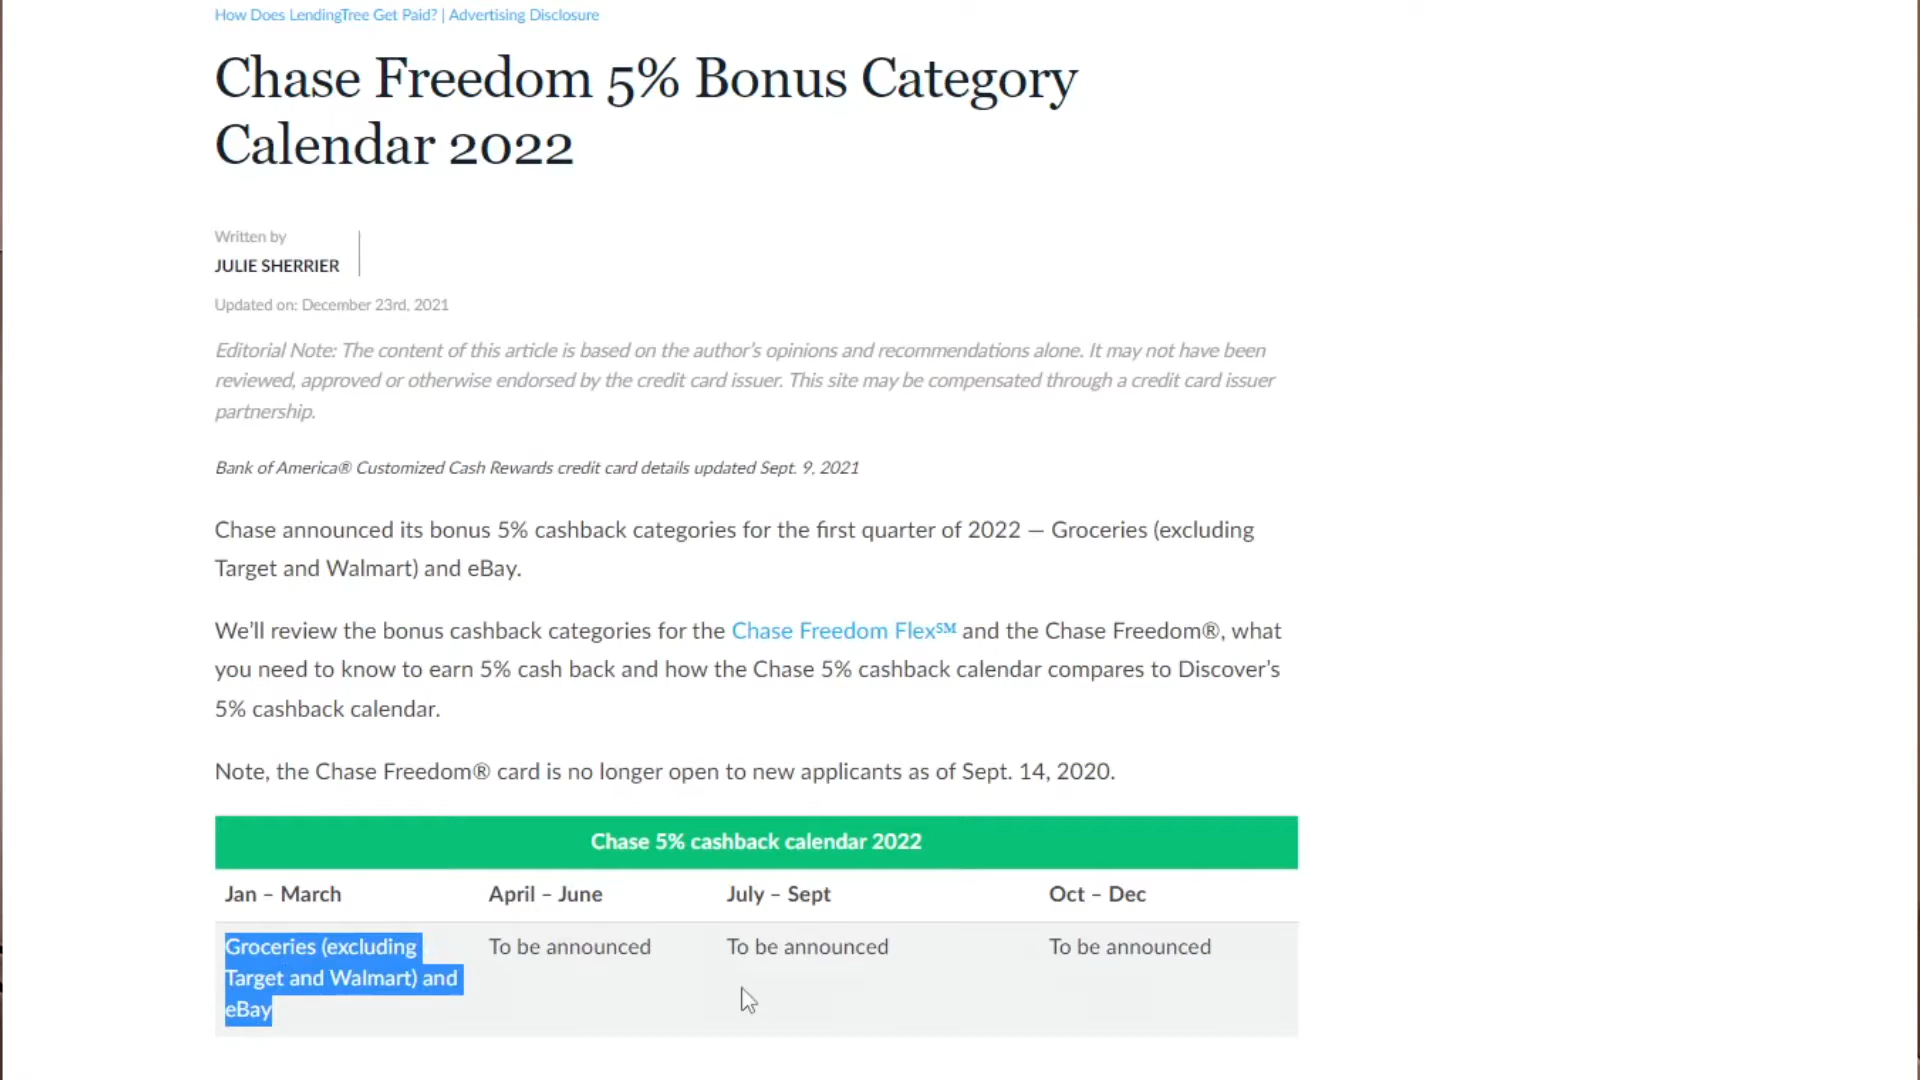 How Does LendingTree Get Paid? | Advertising Disclosure
Chase Freedom 5% Bonus Category
Calendar 2022
Written by
JULIE SHERRIER
Updated on: December 23rd, 2021
Editorial Note: The content of this article is based on the author's opinions and recommendations alone. It may not have been
reviewed, approved or otherwise endorsed by the credit card issuer. This site may be compensated through a credit card issuer
partnership.
Bank of America® Customized Cash Rewards credit card details updated Sept. 9, 2021
Chase announced its bonus 5% cashback categories for the first quarter of 2022 — Groceries (excluding
Target and Walmart) and eBay.
We'll review the bonus cashback categories for the Chase Freedom Flex℠ and the Chase Freedom®, what
you need to know to earn 5% cash back and how the Chase 5% cashback calendar compares to Discover's
5% cashback calendar.
Note, the Chase Freedom® card is no longer open to new applicants as of Sept. 14, 2020.
Chase 5% cashback calendar 2022
Jan – March April – June July – Sept Oct – Dec
Groceries (excluding To be announced To be announced To be announced
Target and Walmart) and
eBay